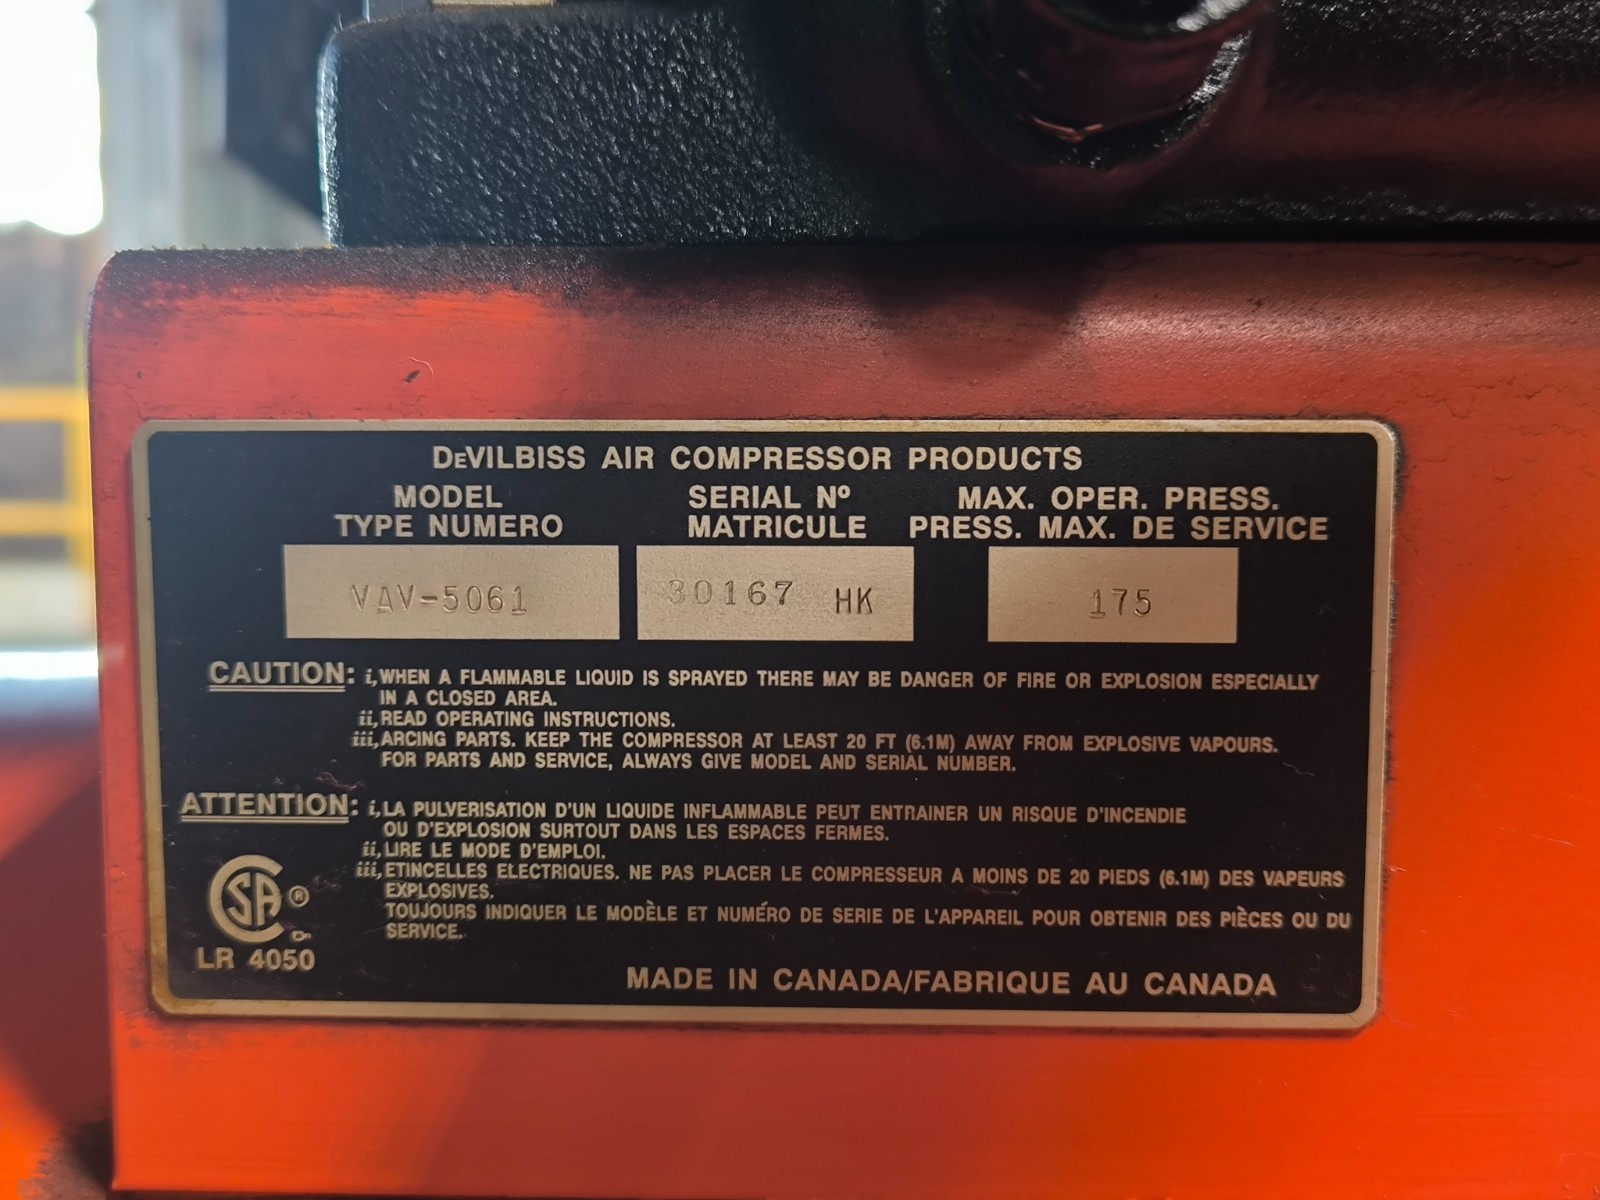 DeVILBISS AIR COMPRESSOR PRODUCTS
MODEL SERIAL Nº MAX. OPER. PRESS.
TYPE NUMERO MATRICULE PRESS. MAX. DE SERVICE
VAV-5061 30167 HK 175
CAUTION: i, WHEN A FLAMMABLE LIQUID IS SPRAYED THERE MAY BE DANGER OF FIRE OR EXPLOSION ESPECIALLY
IN A CLOSED AREA.
ii, READ OPERATING INSTRUCTIONS.
iii, ARCING PARTS. KEEP THE COMPRESSOR AT LEAST 20 FT (6.1M) AWAY FROM EXPLOSIVE VAPOURS.
FOR PARTS AND SERVICE, ALWAYS GIVE MODEL AND SERIAL NUMBER.
ATTENTION: i, LA PULVERISATION D'UN LIQUIDE INFLAMMABLE PEUT ENTRAINER UN RISQUE D'INCENDIE
OU D'EXPLOSION SURTOUT DANS LES ESPACES FERMES.
ii, LIRE LE MODE D'EMPLOI.
iii, ETINCELLES ELECTRIQUES. NE PAS PLACER LE COMPRESSEUR A MOINS DE 20 PIEDS (6.1M) DES VAPEURS
EXPLOSIVES.
TOUJOURS INDIQUER LE MODÈLE ET NUMÉRO DE SERIE DE L'APPAREIL POUR OBTENIR DES PIÈCES OU DU
SERVICE.
CSA ®
LR 4050
MADE IN CANADA/FABRIQUE AU CANADA